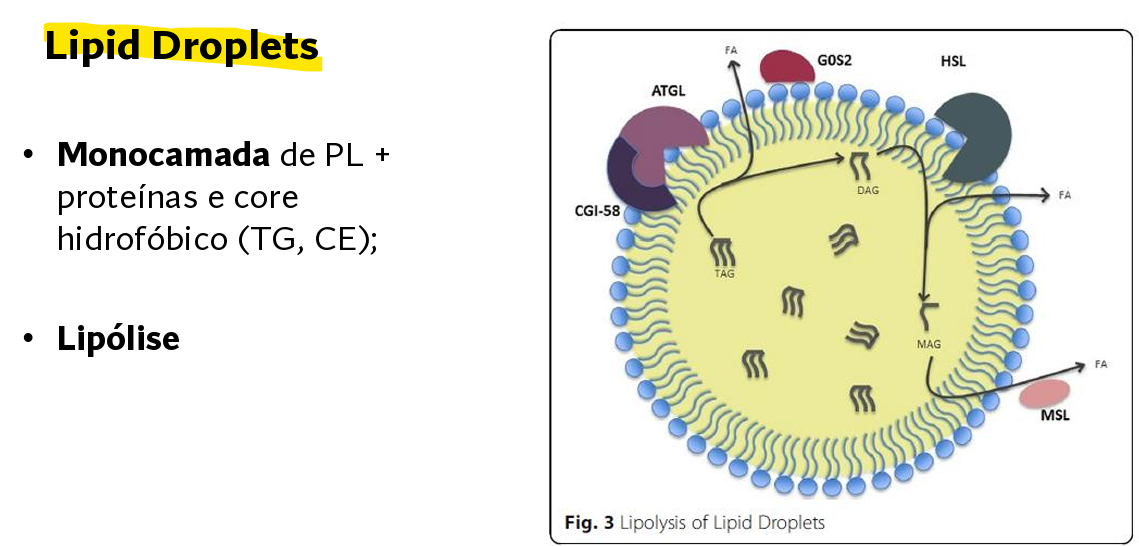 Lipid Droplets
• Monocamada de PL +
proteínas e core
hidrofóbico (TG, CE);
• Lipólise
FA
G0S2
HSL
ATGL
CGI-58
DAG
FA
TAG
MAG
FA
MSL
Fig. 3 Lipolysis of Lipid Droplets